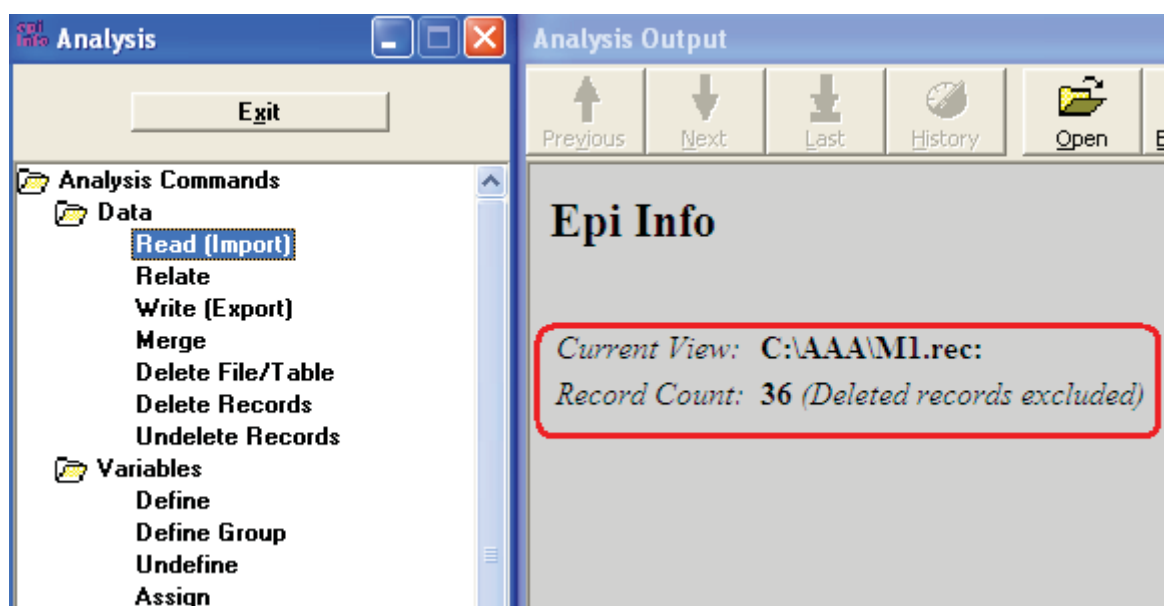 Analysis
Exit
Analysis Commands
Data
Read (Import)
Relate
Write (Export)
Merge
Delete File/Table
Delete Records
Undelete Records
Variables
Define
Define Group
Undefine
Assign
Analysis Output
Previous Next Last History Open
Epi Info
Current View: C:\AAA\M1.rec:
Record Count: 36 (Deleted records excluded)